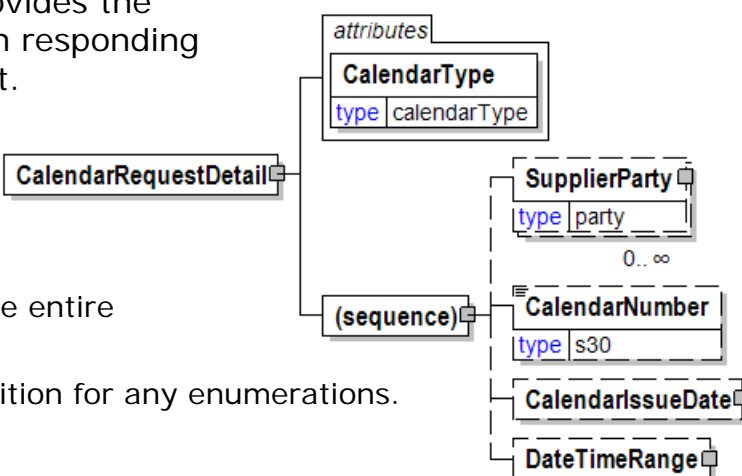 ovides the
n responding
t.
e entire
ition for any enumerations.
attributes
CalendarType
type calendarType
CalendarRequestDetail
(sequence)
SupplierParty
type party
0.. ∞
CalendarNumber
type s30
CalendarIssueDate
DateTimeRange